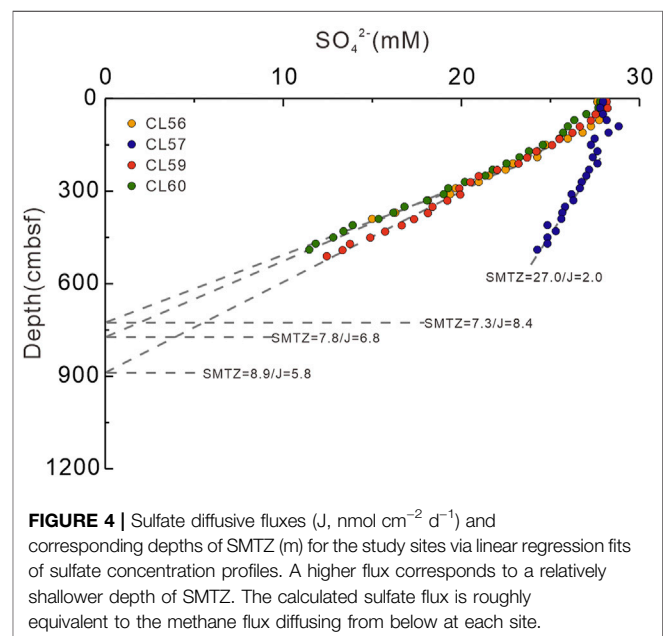 SO₄²⁻(mM)
0 10 20 30
0
300
600
900
1200
Depth(cmbsf)
CL56
CL57
CL59
CL60
SMTZ=27.0/J=2.0
SMTZ=7.3/J=8.4
SMTZ=7.8/J=6.8
SMTZ=8.9/J=5.8
FIGURE 4 | Sulfate diffusive fluxes (J, nmol cm⁻² d⁻¹) and
corresponding depths of SMTZ (m) for the study sites via linear regression fits
of sulfate concentration profiles. A higher flux corresponds to a relatively
shallower depth of SMTZ. The calculated sulfate flux is roughly
equivalent to the methane flux diffusing from below at each site.